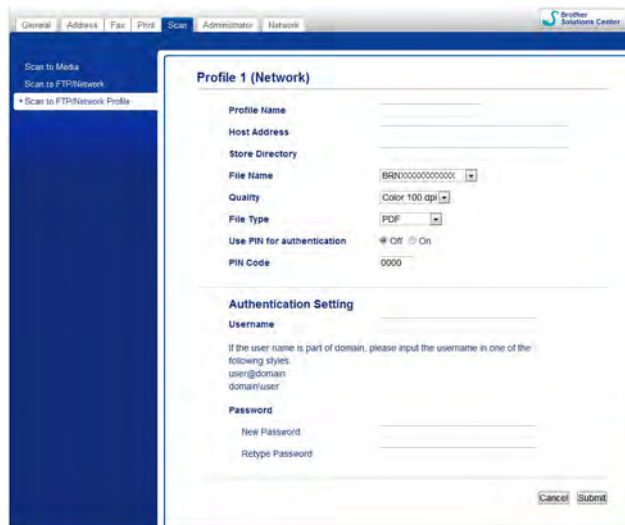 General Address Fax Print Scan Administrator Network
Brother
Solutions Center
Scan to Media
Scan to FTP/Network
Scan to FTP/Network Profile
Profile 1 (Network)
Profile Name
Host Address
Store Directory
File Name BRNXXXXXXXXXXXX
Quality Color 100 dpi
File Type PDF
Use PIN for authentication Off On
PIN Code 0000
Authentication Setting
Username
If the user name is part of domain, please input the username in one of the
following styles.
user@domain
domain\user
Password
New Password
Retype Password
Cancel Submit